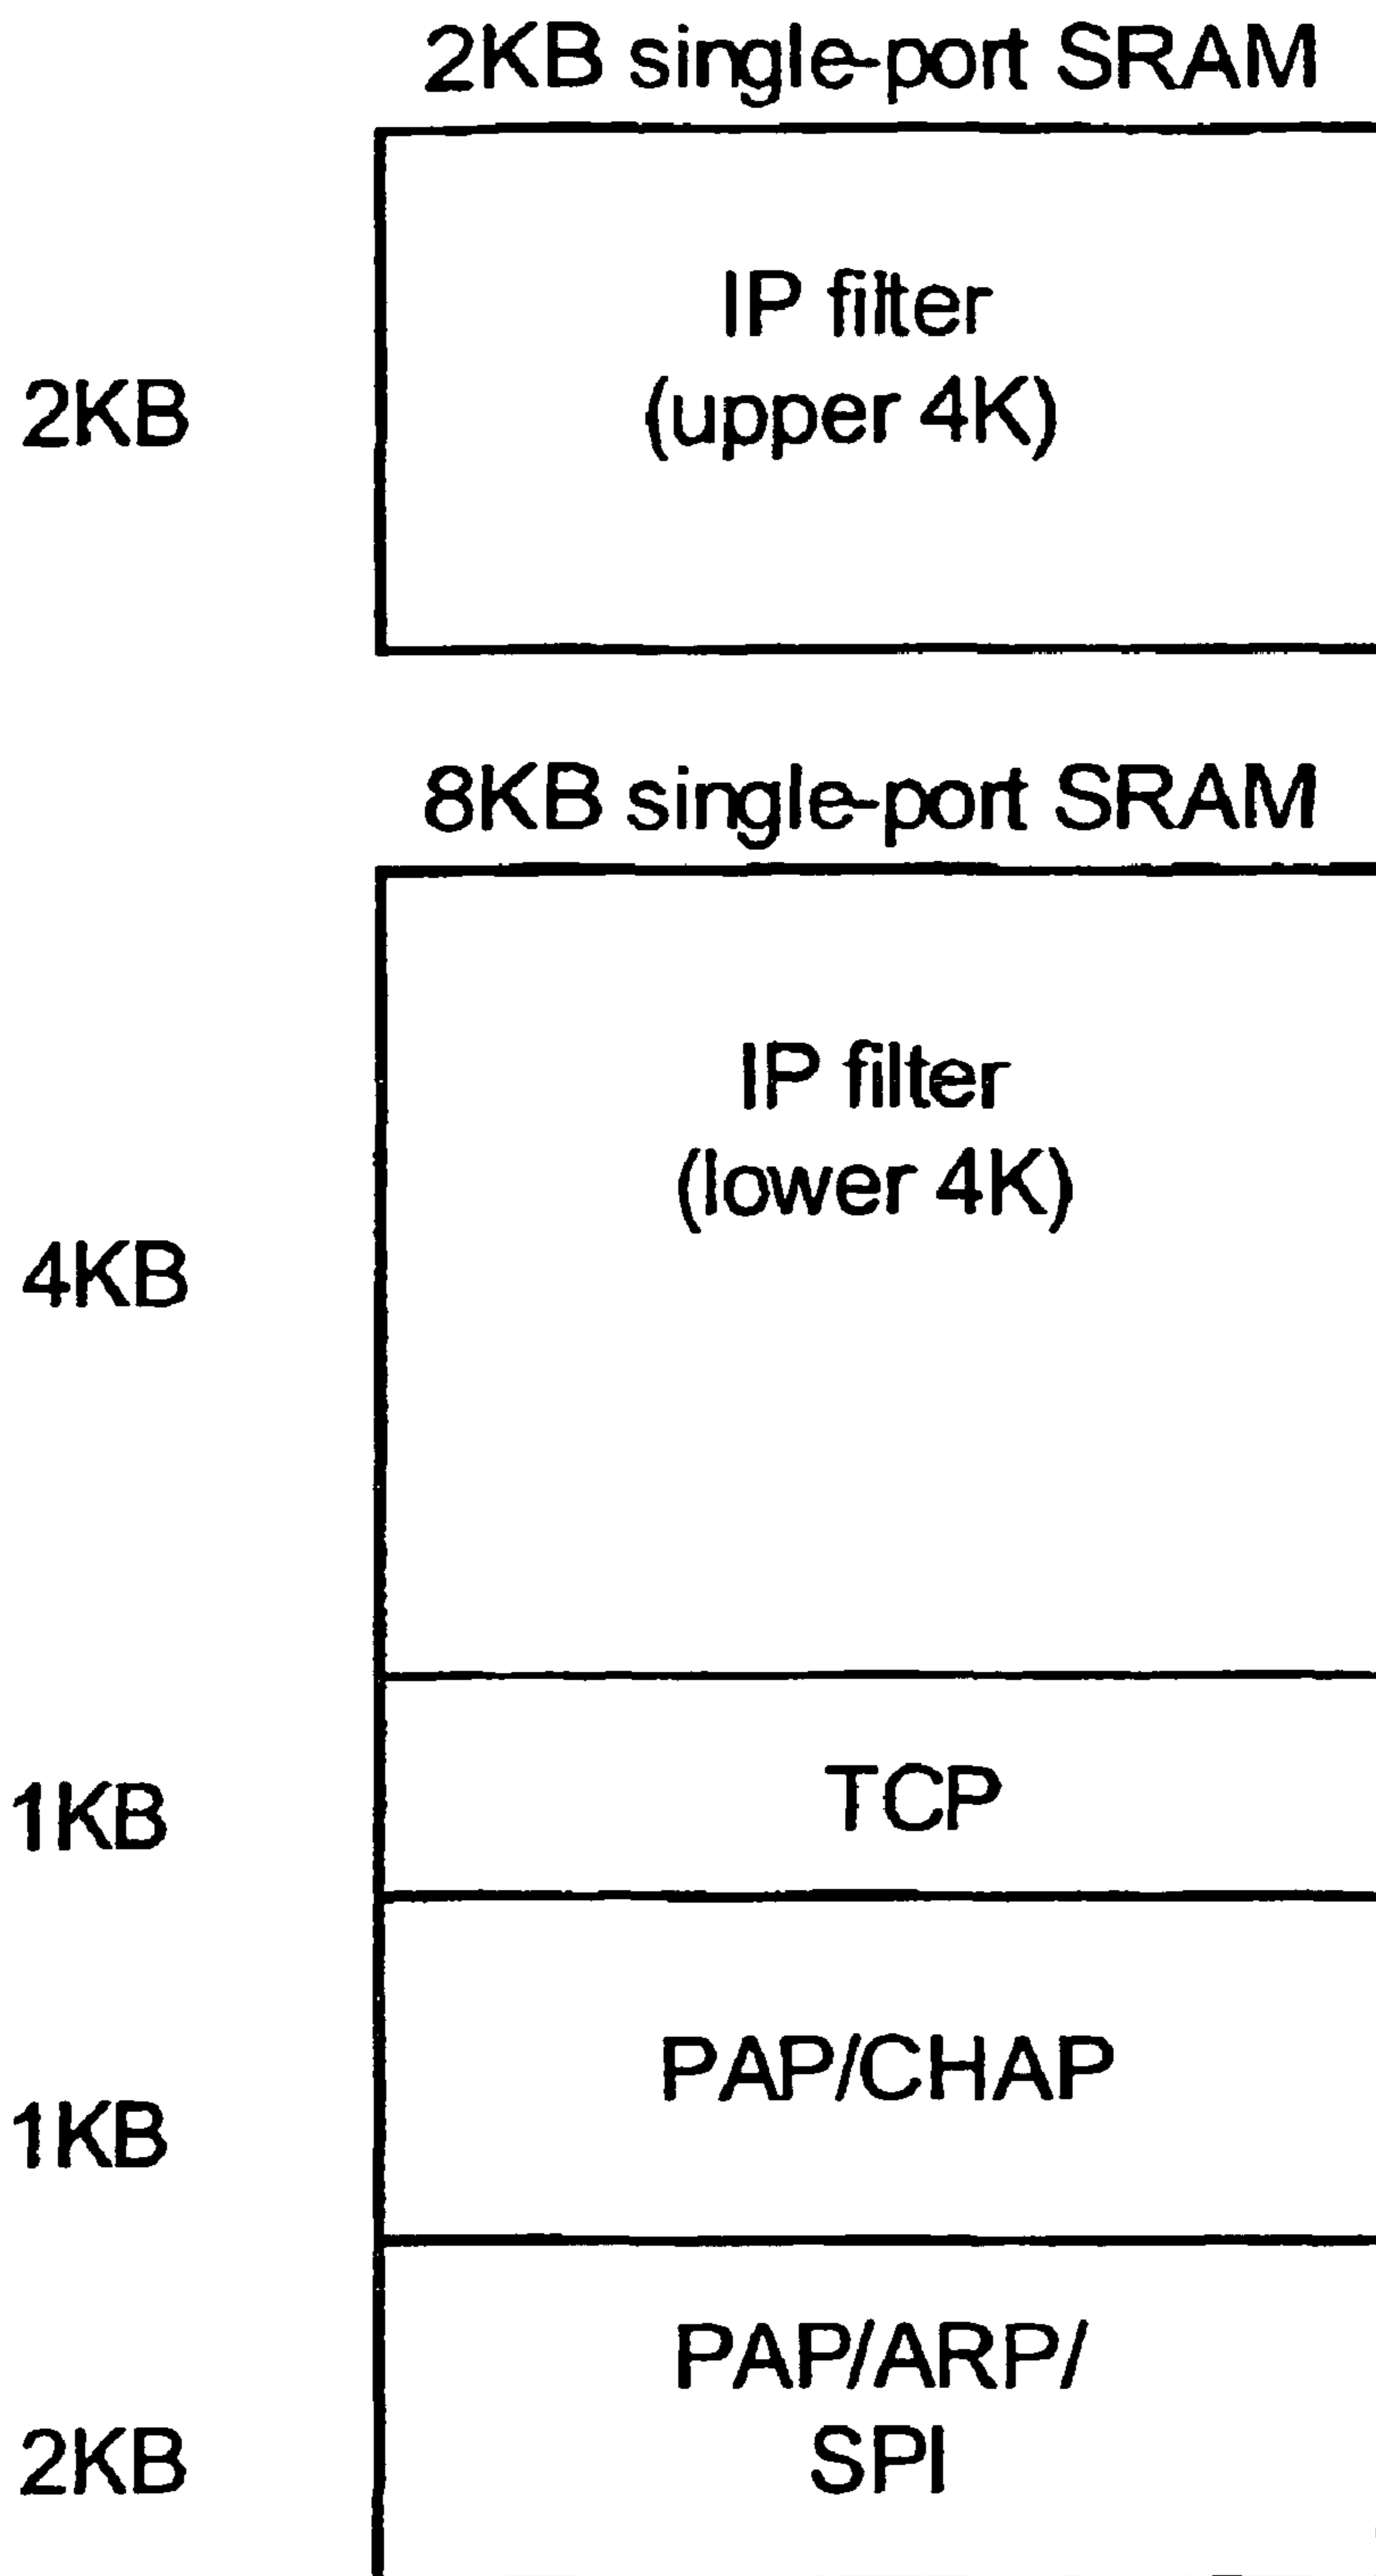 2KB single-port SRAM
IP filter
(upper 4K)
2KB
8KB single-port SRAM
IP filter
(lower 4K)
4KB
TCP
1KB
PAP/CHAP
1KB
PAP/ARP/
SPI
2KB